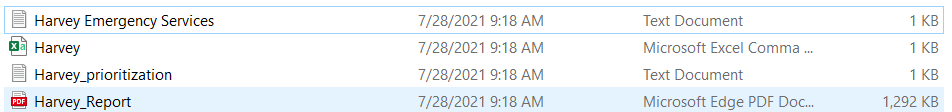 Harvey Emergency Services 7/28/2021 9:18 AM Text Document 1 KB
Harvey 7/28/2021 9:18 AM Microsoft Excel Comma ... 1 KB
Harvey_prioritization 7/28/2021 9:18 AM Text Document 1 KB
PDF Harvey_Report 7/28/2021 9:18 AM Microsoft Edge PDF Doc... 1,292 KB